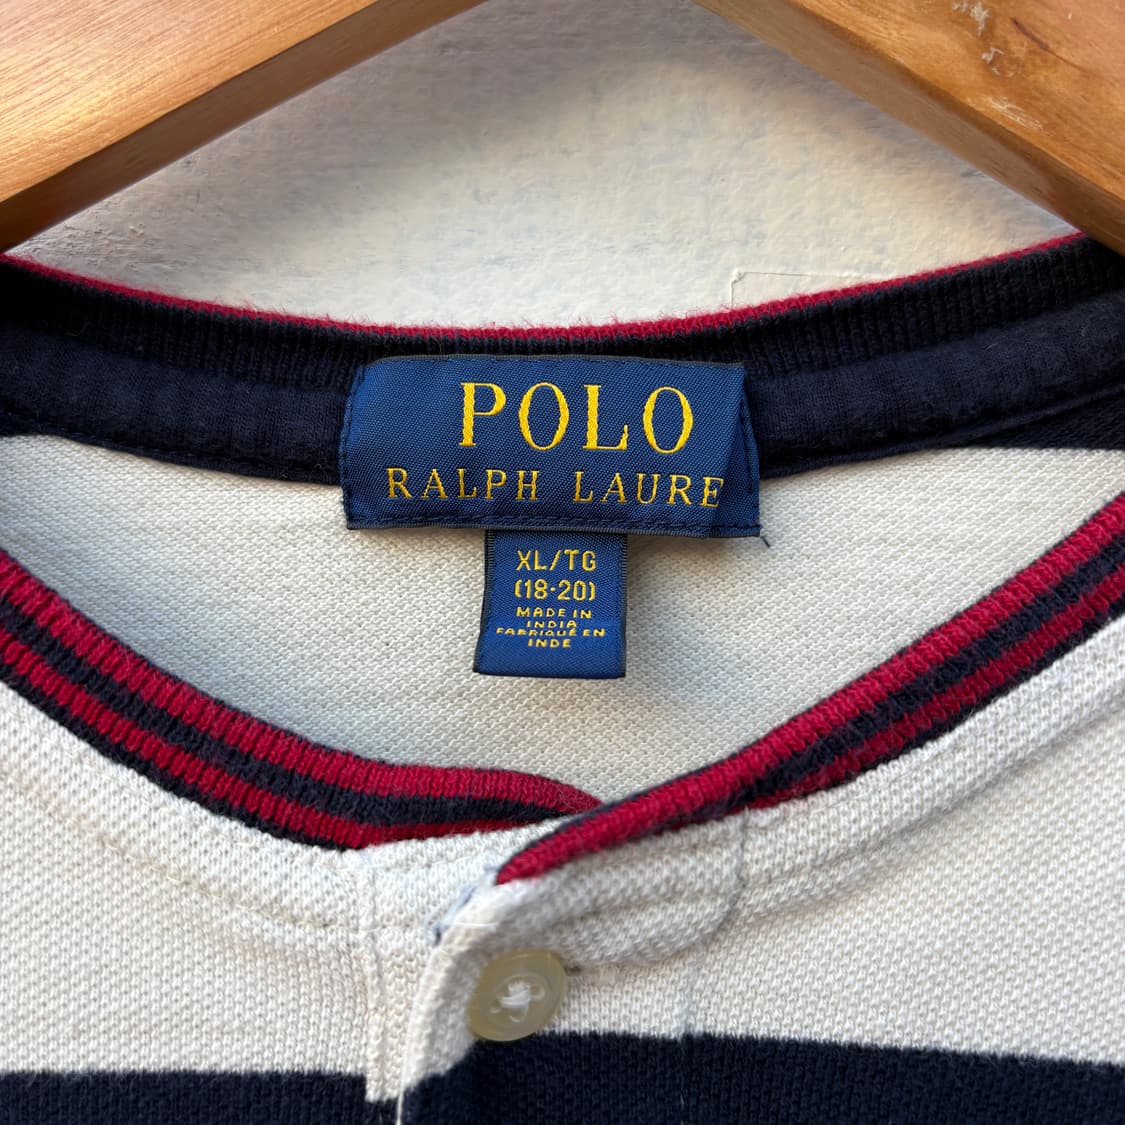 POLO
RALPH LAURE
XL/TG
(18-20)
MADE IN
INDIA
FABRIQUÉ EN
INDE